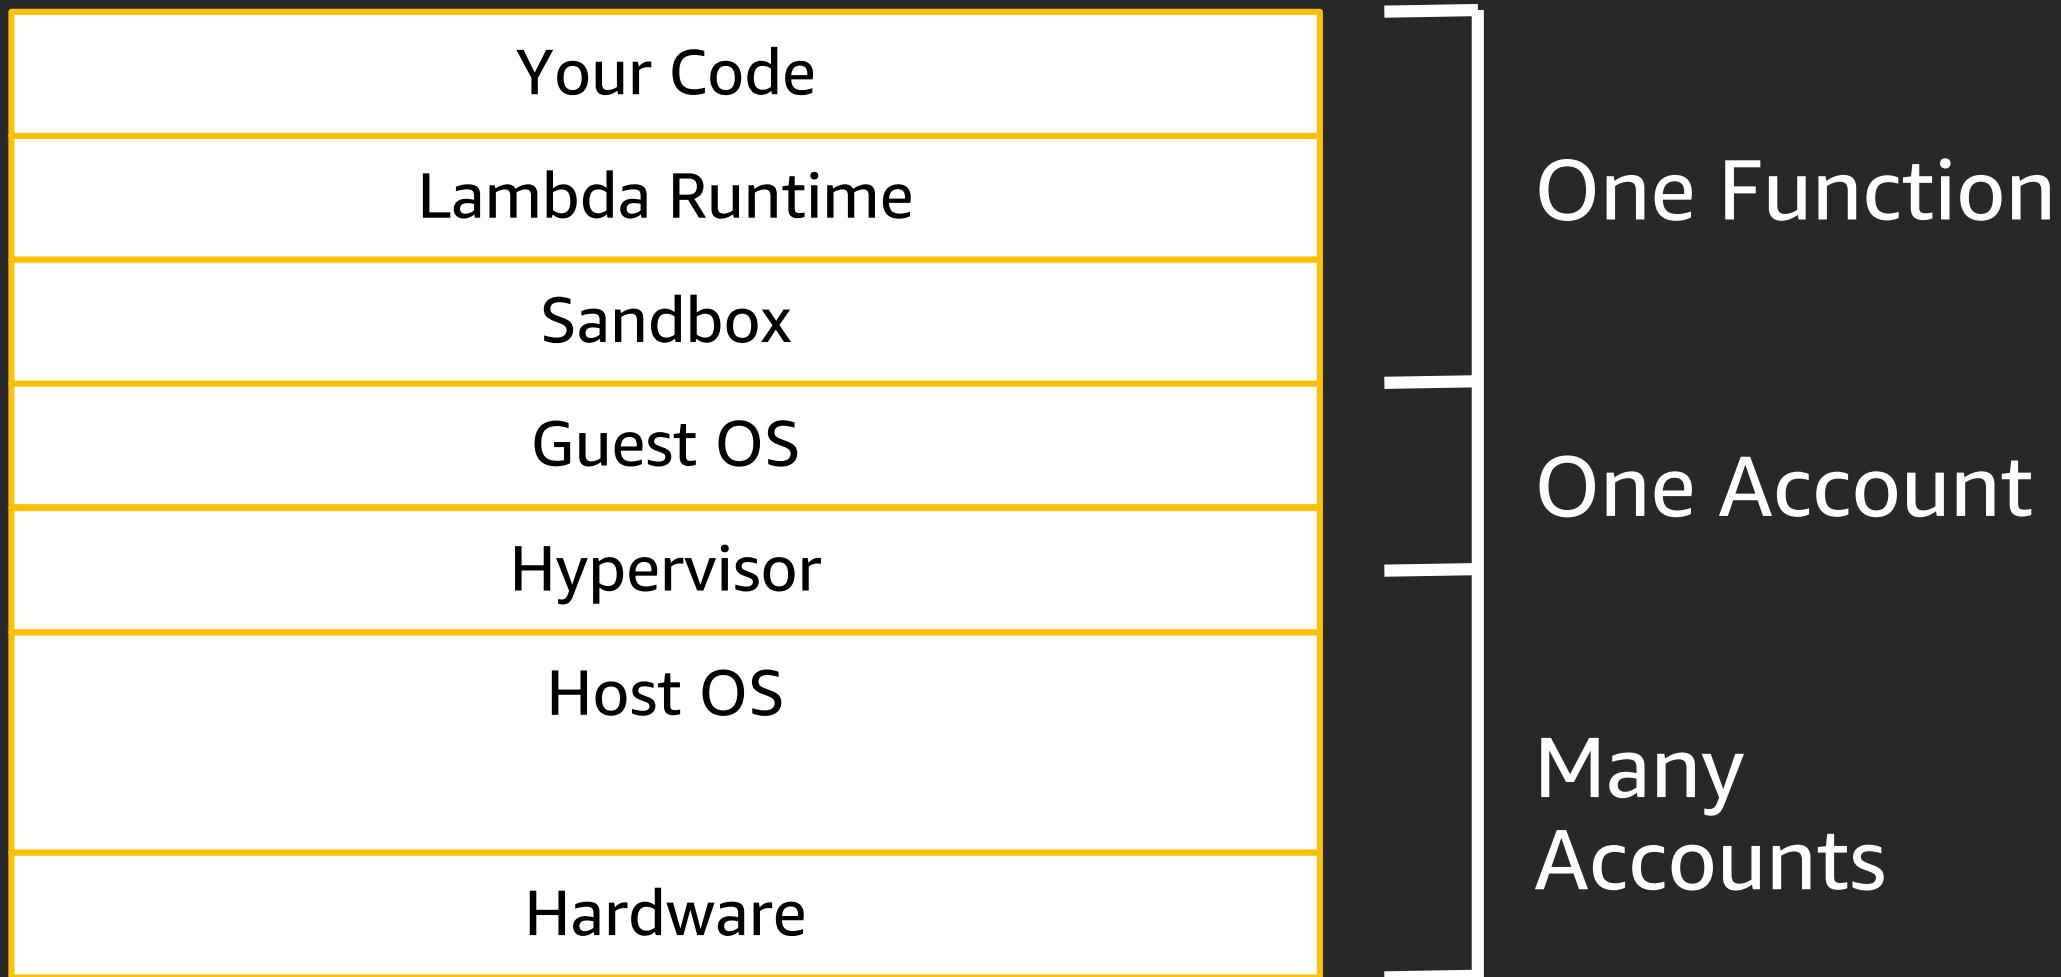 Your Code
Lambda Runtime
Sandbox
Guest OS
Hypervisor
Host OS
Hardware
One Function
One Account
Many
Accounts